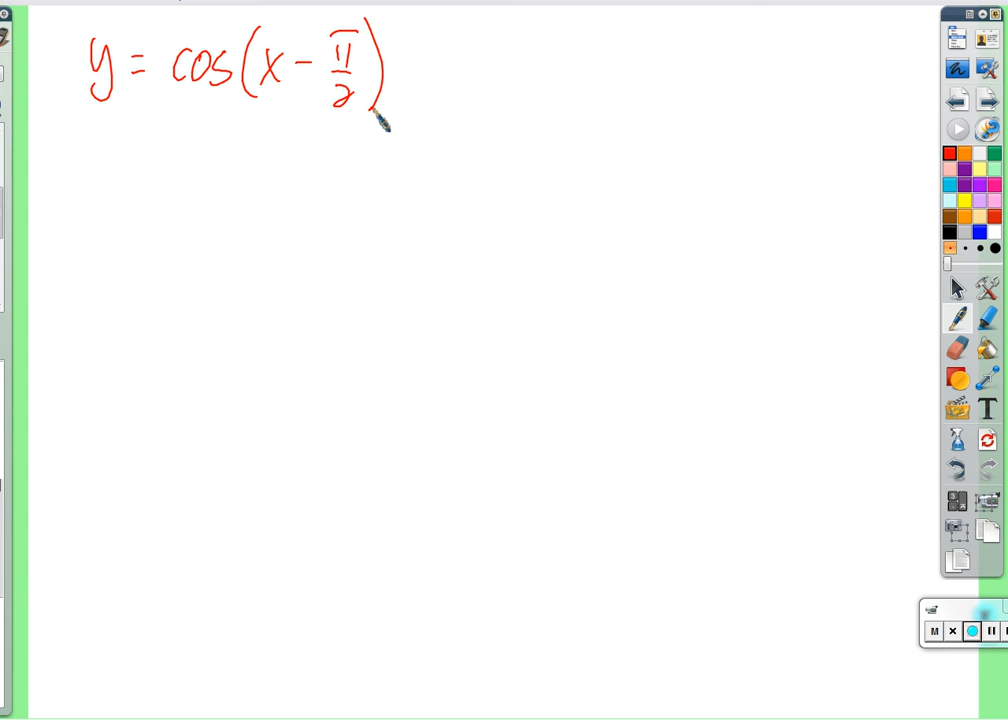 y = cos(x - π/2)
T
M